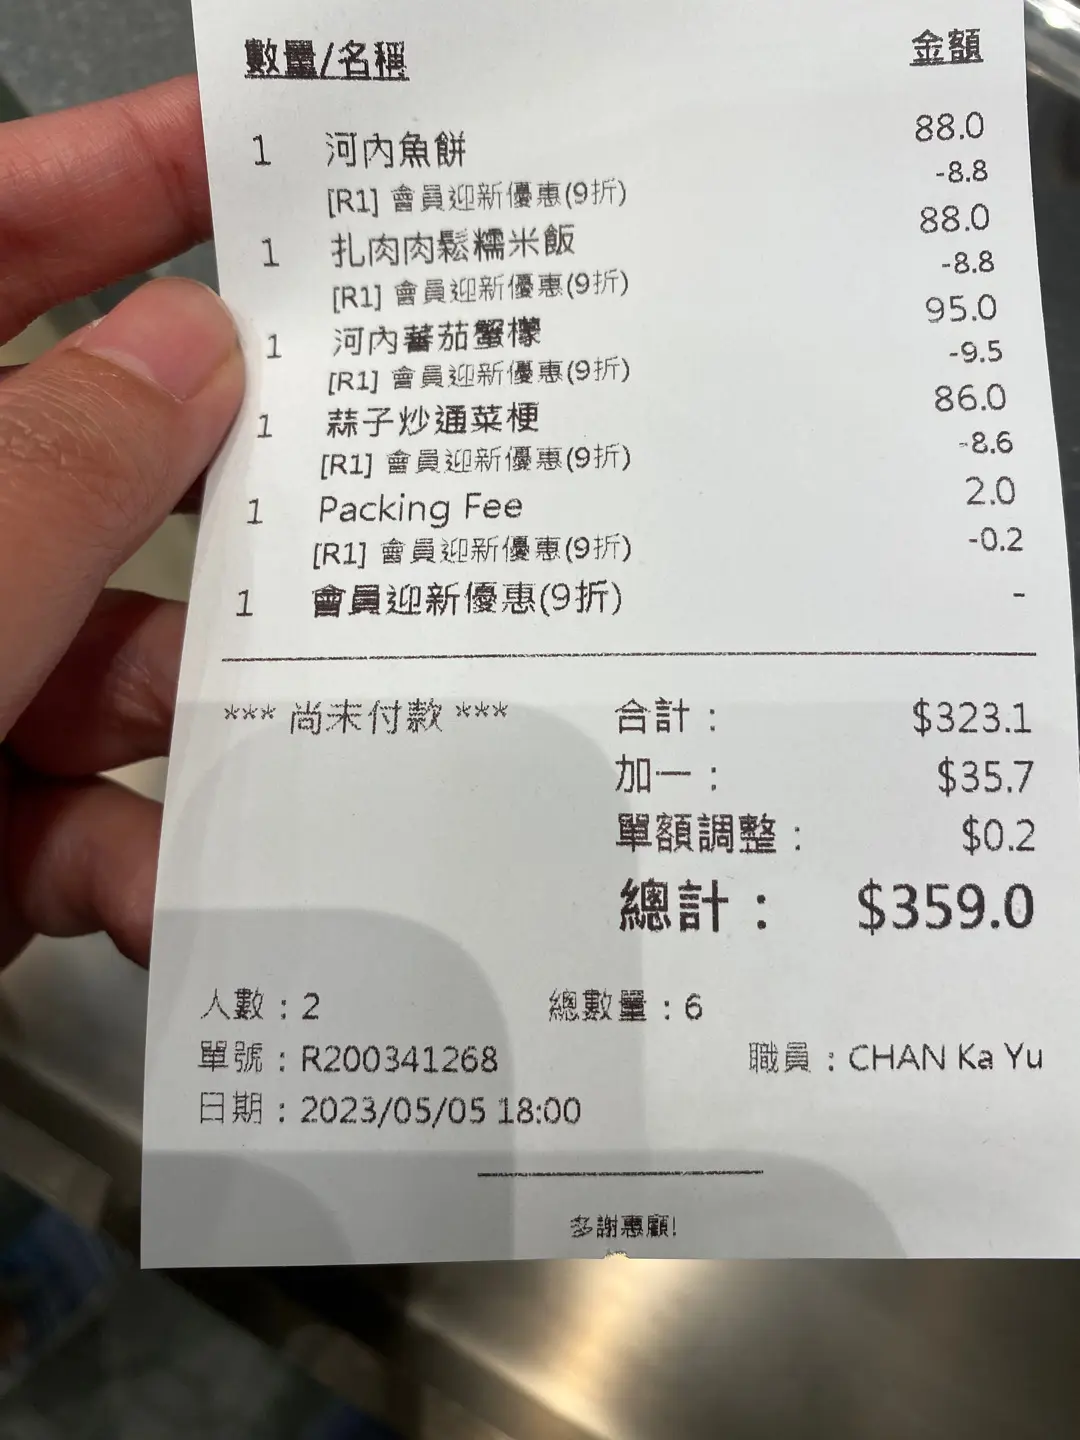 數量/名稱 金額
1 河內魚餅 88.0
[R1] 會員迎新優惠(9折) -8.8
1 扎肉肉鬆糯米飯 88.0
[R1] 會員迎新優惠(9折) -8.8
1 河內蕃茄蟹檬 95.0
[R1] 會員迎新優惠(9折) -9.5
1 蒜子炒通菜梗 86.0
[R1] 會員迎新優惠(9折) -8.6
1 Packing Fee 2.0
[R1] 會員迎新優惠(9折) -0.2
1 會員迎新優惠(9折) -
*** 尚未付款 *** 合計： $323.1
加一： $35.7
單額調整： $0.2
總計： $359.0
人數：2 總數量：6
單號：R200341268 職員：CHAN Ka Yu
日期：2023/05/05 18:00
多謝惠顧!